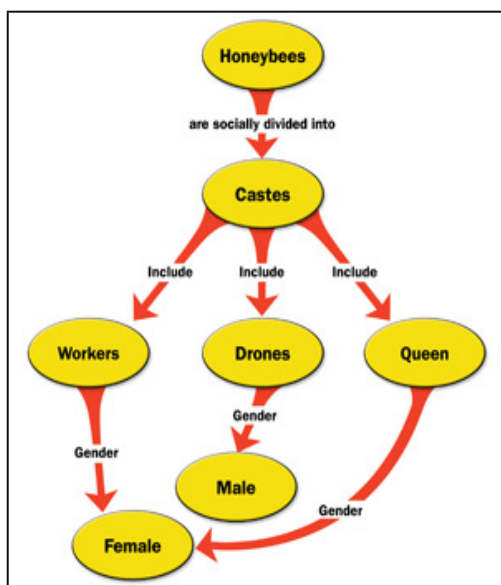 Honeybees
are socially divided into
Castes
Include
Include
Include
Workers
Drones
Queen
Gender
Gender
Male
Gender
Female